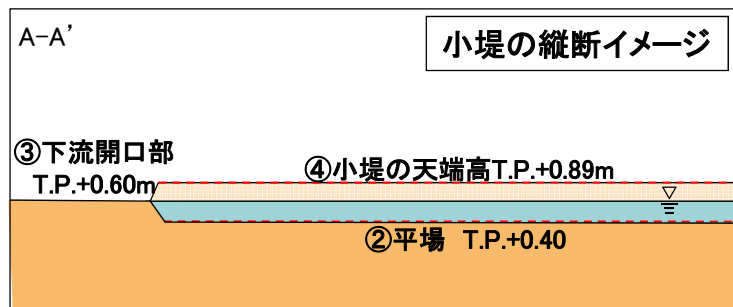 A-A’
小堤の縦断イメージ
③下流開口部
T.P.+0.60m
④小堤の天端高T.P.+0.89m
②平場 T.P.+0.40